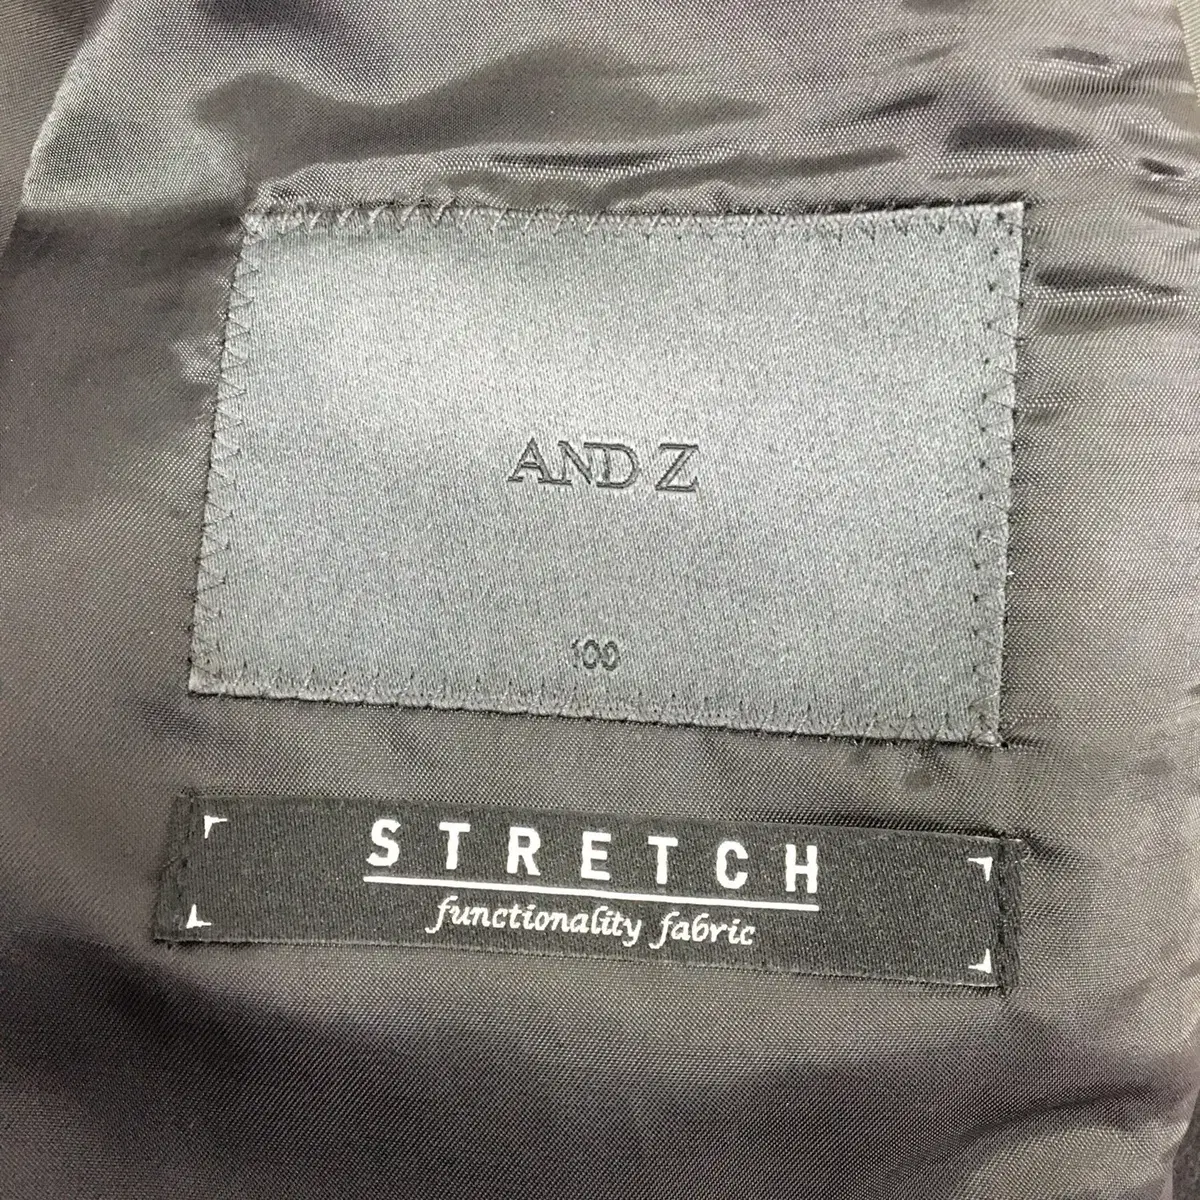 AND Z
100
STRETCH
functionality fabric